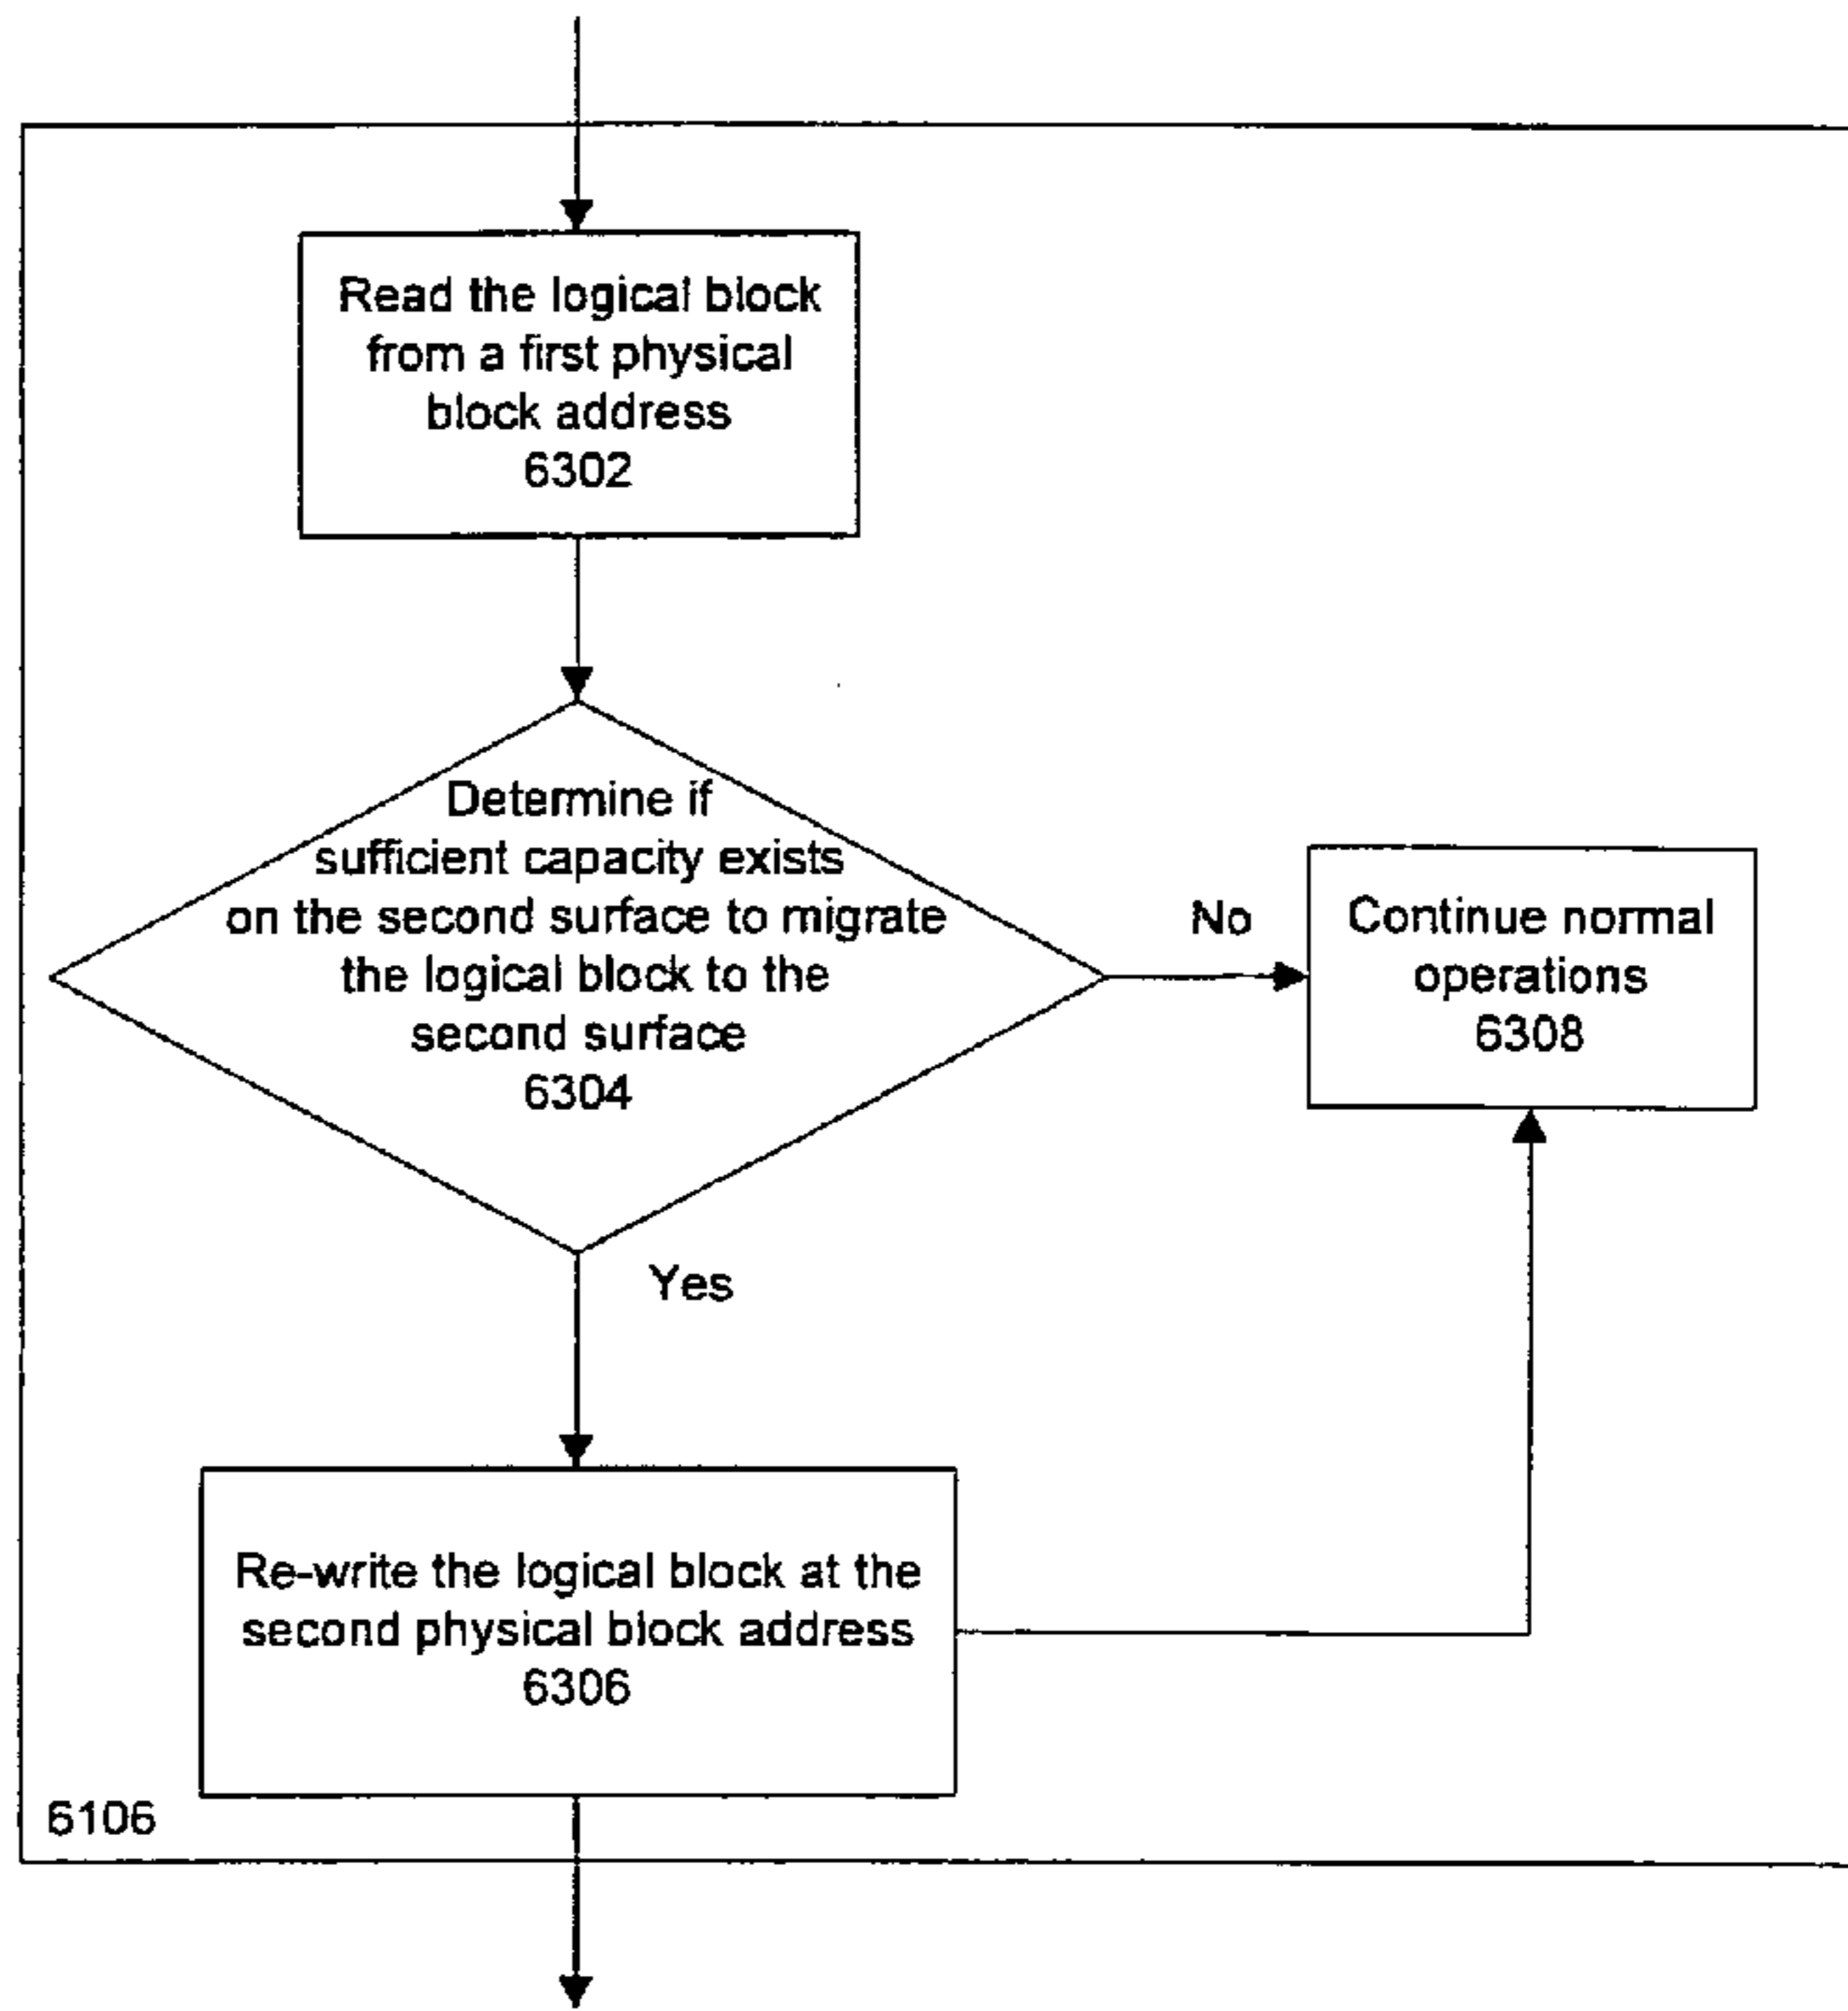 Read the logical block
from a first physical
block address
6302
Determine if
sufficient capacity exists
on the second surface to migrate
the logical block to the
second surface
6304
No
Continue normal
operations
6308
Yes
Re-write the logical block at the
second physical block address
6306
6106